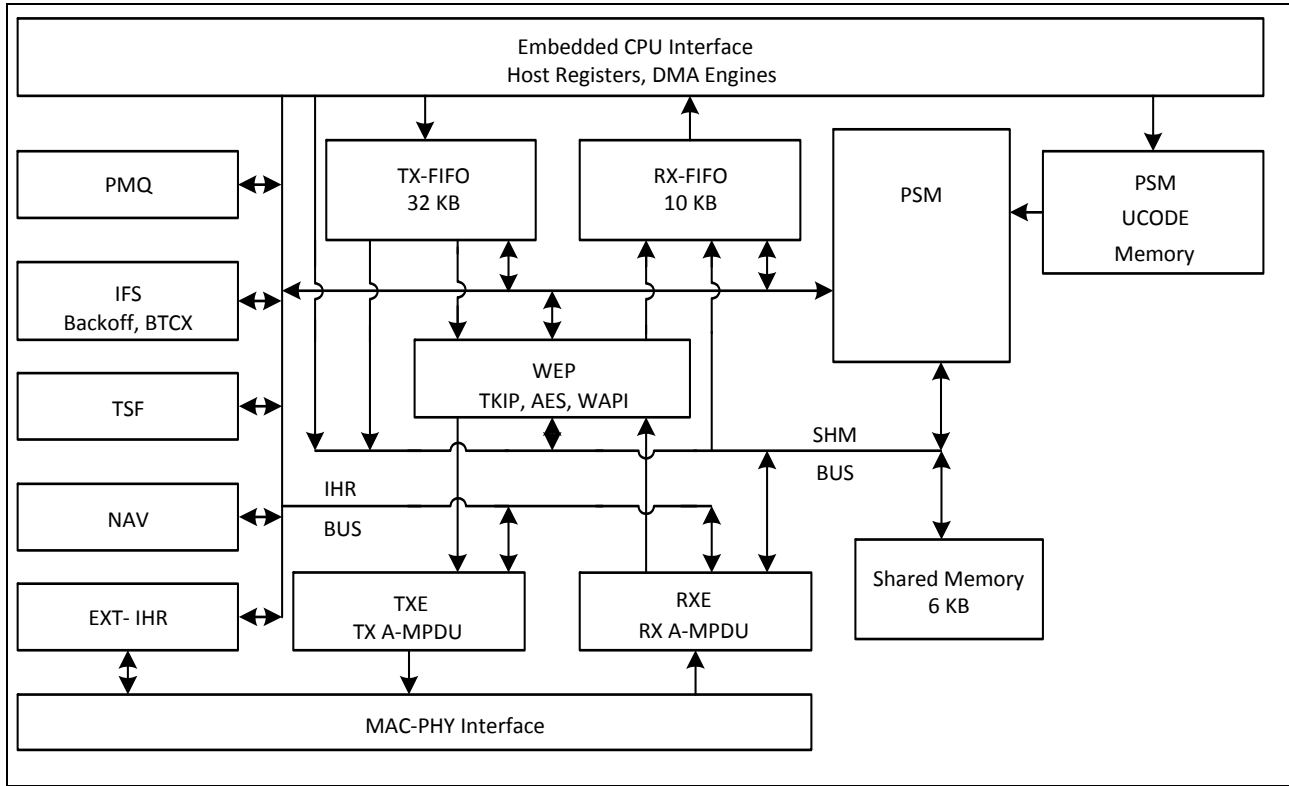 Embedded CPU Interface
Host Registers, DMA Engines
PMQ
TX-FIFO
32 KB
RX-FIFO
10 KB
PSM
PSM
UCODE
Memory
IFS
Backoff, BTCX
WEP
TKIP, AES, WAPI
TSF
SHM
BUS
IHR
BUS
NAV
Shared Memory
6 KB
EXT- IHR
TXE
TX A-MPDU
RXE
RX A-MPDU
MAC-PHY Interface